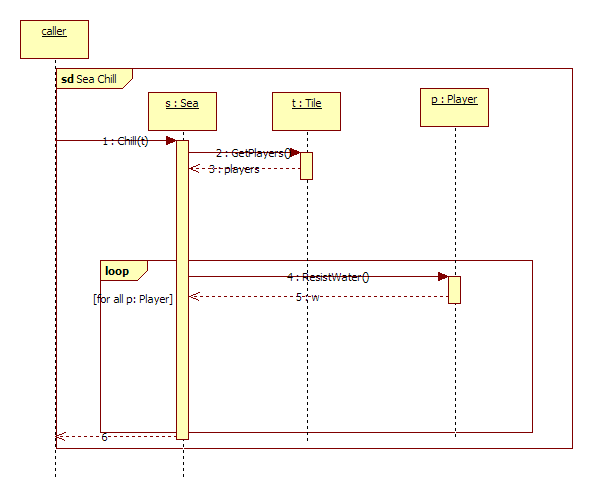 caller
sd Sea Chill
s : Sea
t : Tile
p : Player
1 : Chill(t)
2 : GetPlayers()
3 : players
loop
4 : ResistWater()
[for all p: Player]
5 : w
6